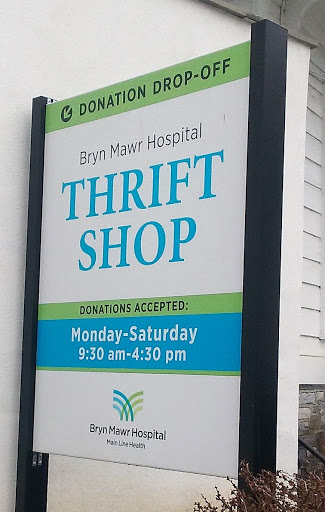 DONATION DROP-OFF
Bryn Mawr Hospital
THRIFT
SHOP
DONATIONS ACCEPTED:
Monday-Saturday
9:30 am-4:30 pm
Bryn Mawr Hospital
Main Line Health